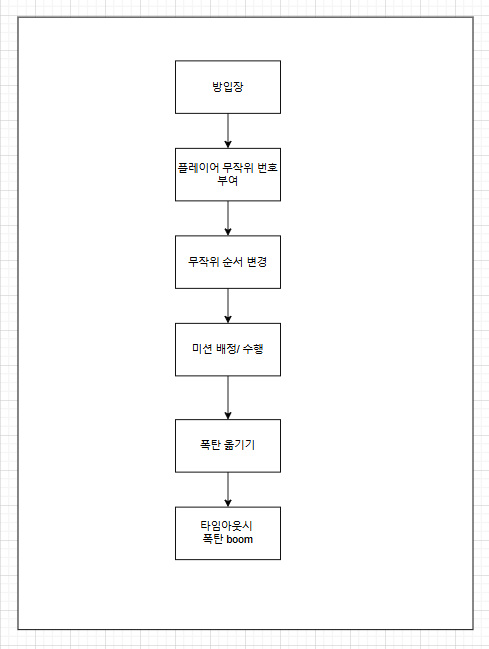 방입장
플레이어 무작위 번호
부여
무작위 순서 변경
미션 배정/ 수행
폭탄 옮기기
타임아웃시
폭탄 boom